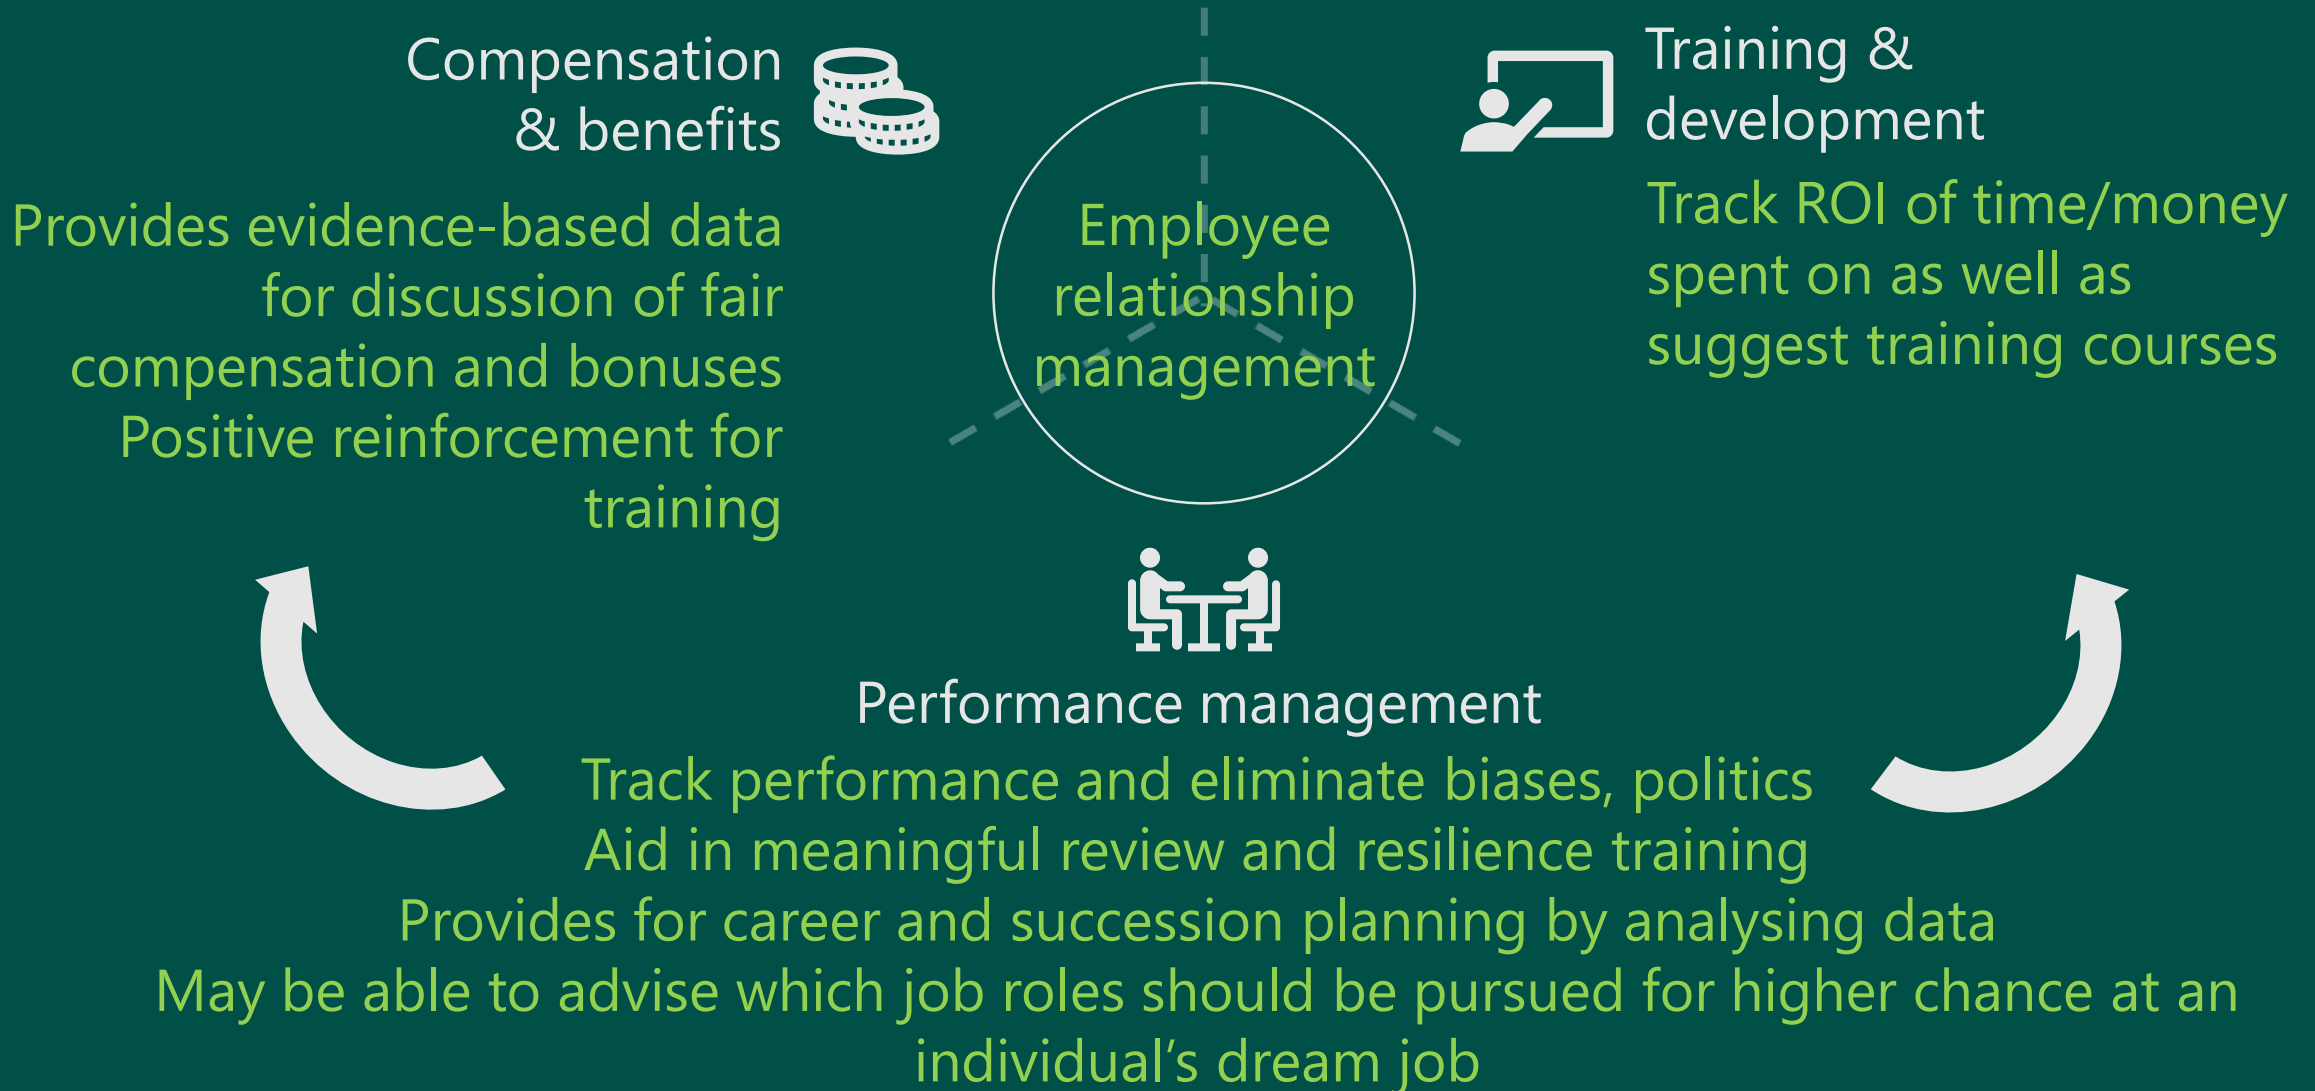 Compensation
& benefits
Provides evidence-based data
for discussion of fair
compensation and bonuses
Positive reinforcement for
training
Employee
relationship
management
Training &
development
Track ROI of time/money
spent on as well as
suggest training courses
Performance management
Track performance and eliminate biases, politics
Aid in meaningful review and resilience training
Provides for career and succession planning by analysing data
May be able to advise which job roles should be pursued for higher chance at an
individual’s dream job